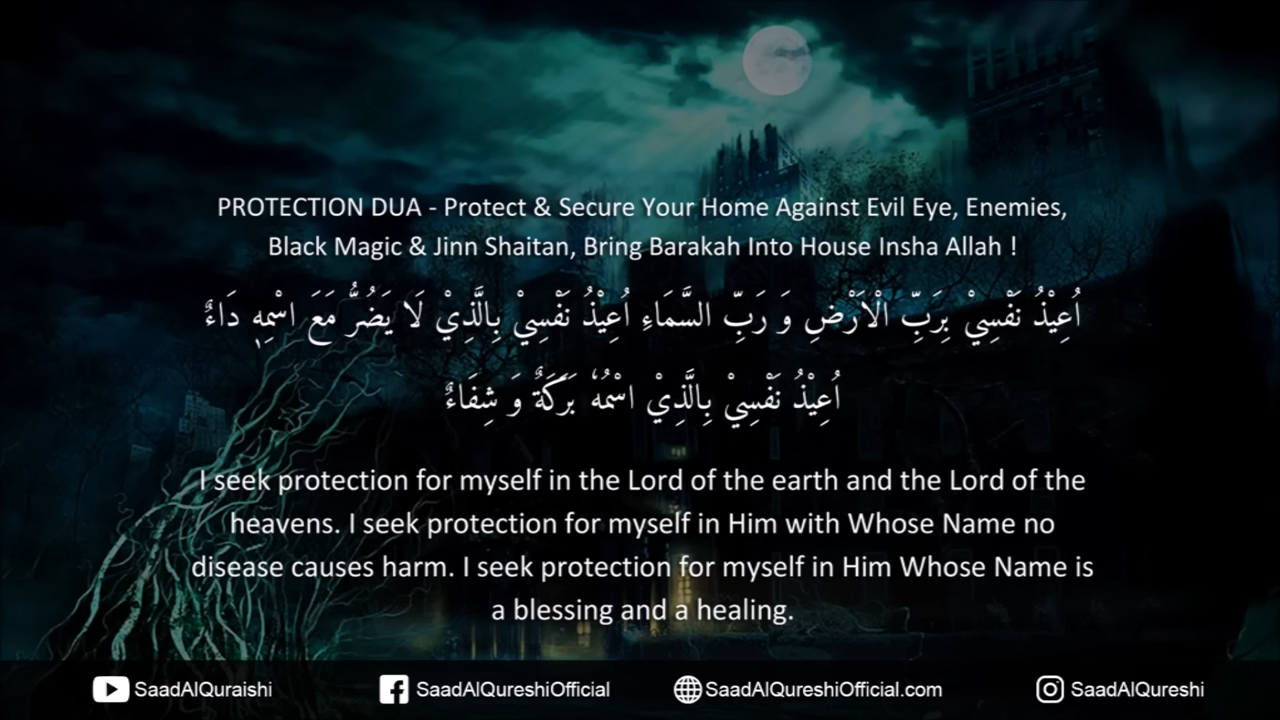 PROTECTION DUA - Protect & Secure Your Home Against Evil Eye, Enemies,
Black Magic & Jinn Shaitan, Bring Barakah Into House Insha Allah !
اُعِيْذُ نَفْسِيْ بِرَبِّ الْاَرْضِ وَ رَبِّ السَّمَاءِ اُعِيْذُ نَفْسِيْ بِالَّذِيْ لَا يَضُرُّ مَعَ اسْمِهٖ دَاءٌ
اُعِيْذُ نَفْسِيْ بِالَّذِيْ اسْمُهٗ بَرَكَةٌ وَ شِفَاءٌ
I seek protection for myself in the Lord of the earth and the Lord of the
heavens. I seek protection for myself in Him with Whose Name no
disease causes harm. I seek protection for myself in Him Whose Name is
a blessing and a healing.
SaadAlQuraishi SaadAlQureshiOfficial SaadAlQureshiOfficial.com SaadAlQureshi